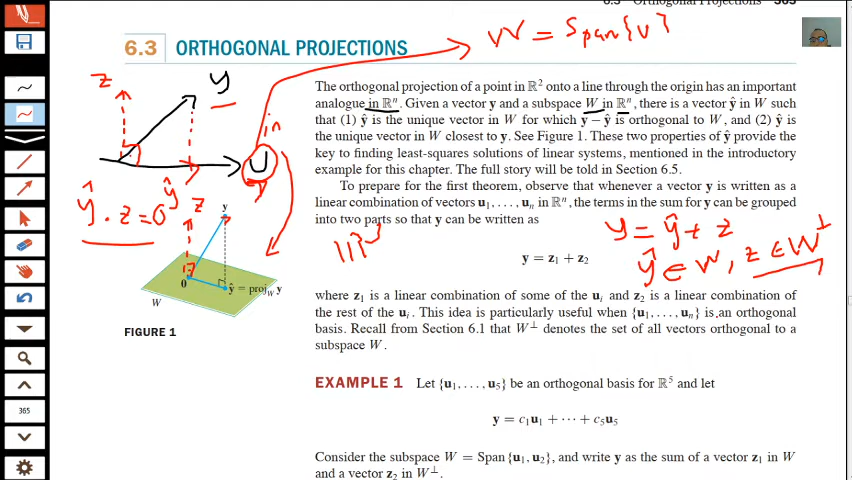 6.3 Orthogonal Projections 365
W = Span{u}
6.3 ORTHOGONAL PROJECTIONS
z
y
in
u
ŷ
ŷ · z = 0
The orthogonal projection of a point in ℝ² onto a line through the origin has an important
analogue in ℝⁿ. Given a vector y and a subspace W in ℝⁿ, there is a vector ŷ in W such
that (1) ŷ is the unique vector in W for which y − ŷ is orthogonal to W, and (2) ŷ is
the unique vector in W closest to y. See Figure 1. These two properties of ŷ provide the
key to finding least-squares solutions of linear systems, mentioned in the introductory
example for this chapter. The full story will be told in Section 6.5.
To prepare for the first theorem, observe that whenever a vector y is written as a
linear combination of vectors u₁, . . . , uₙ in ℝⁿ, the terms in the sum for y can be grouped
into two parts so that y can be written as
y = z₁ + z₂
y = ŷ + z
ŷ ∈ W, z ∈ W⊥
z
y
0
ŷ = proj_W y
W
FIGURE 1
where z₁ is a linear combination of some of the uᵢ and z₂ is a linear combination of
the rest of the uᵢ. This idea is particularly useful when {u₁, . . . , uₙ} is an orthogonal
basis. Recall from Section 6.1 that W⊥ denotes the set of all vectors orthogonal to a
subspace W.
EXAMPLE 1 Let {u₁, . . . , u₅} be an orthogonal basis for ℝ⁵ and let
y = c₁u₁ + ··· + c₅u₅
Consider the subspace W = Span{u₁, u₂}, and write y as the sum of a vector z₁ in W
and a vector z₂ in W⊥.
365